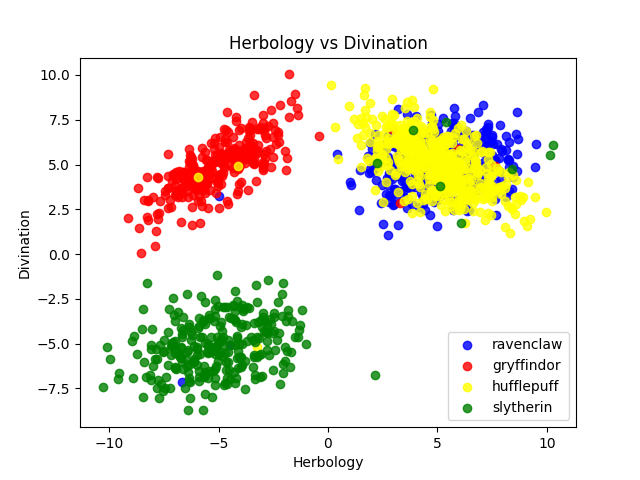 Herbology vs Divination
10.0
7.5
5.0
2.5
0.0
−2.5
−5.0
−7.5
Divination
−10
−5
0
5
10
Herbology
ravenclaw
gryffindor
hufflepuff
slytherin